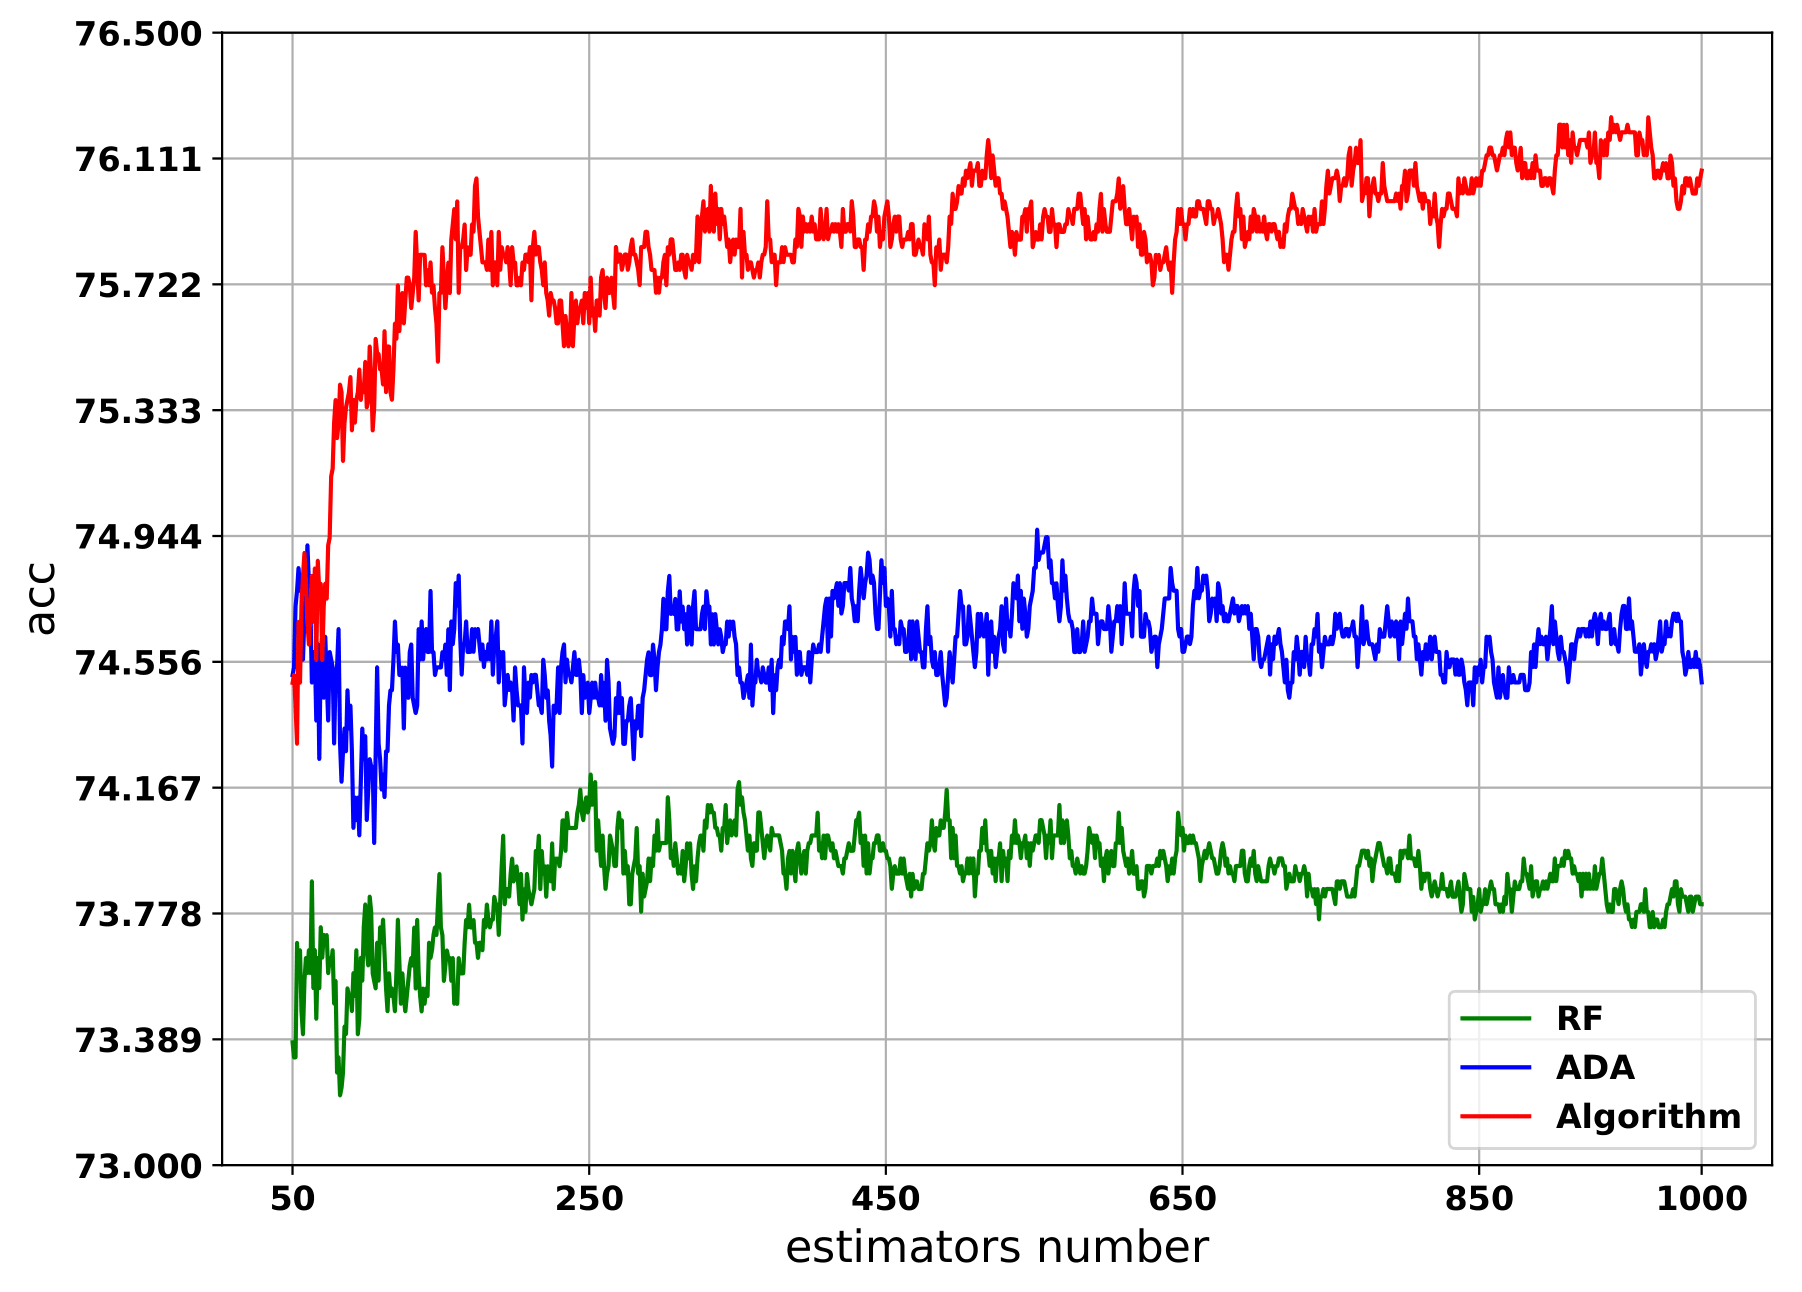 76.500
76.111
75.722
75.333
74.944
74.556
74.167
73.778
73.389
73.000
acc
50 250 450 650 850 1000
estimators number
RF
ADA
Algorithm